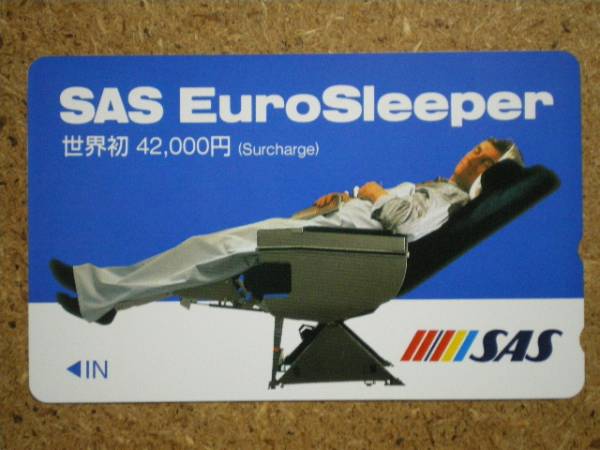 SAS EuroSleeper
世界初 42,000円 (Surcharge)
SAS
◀IN